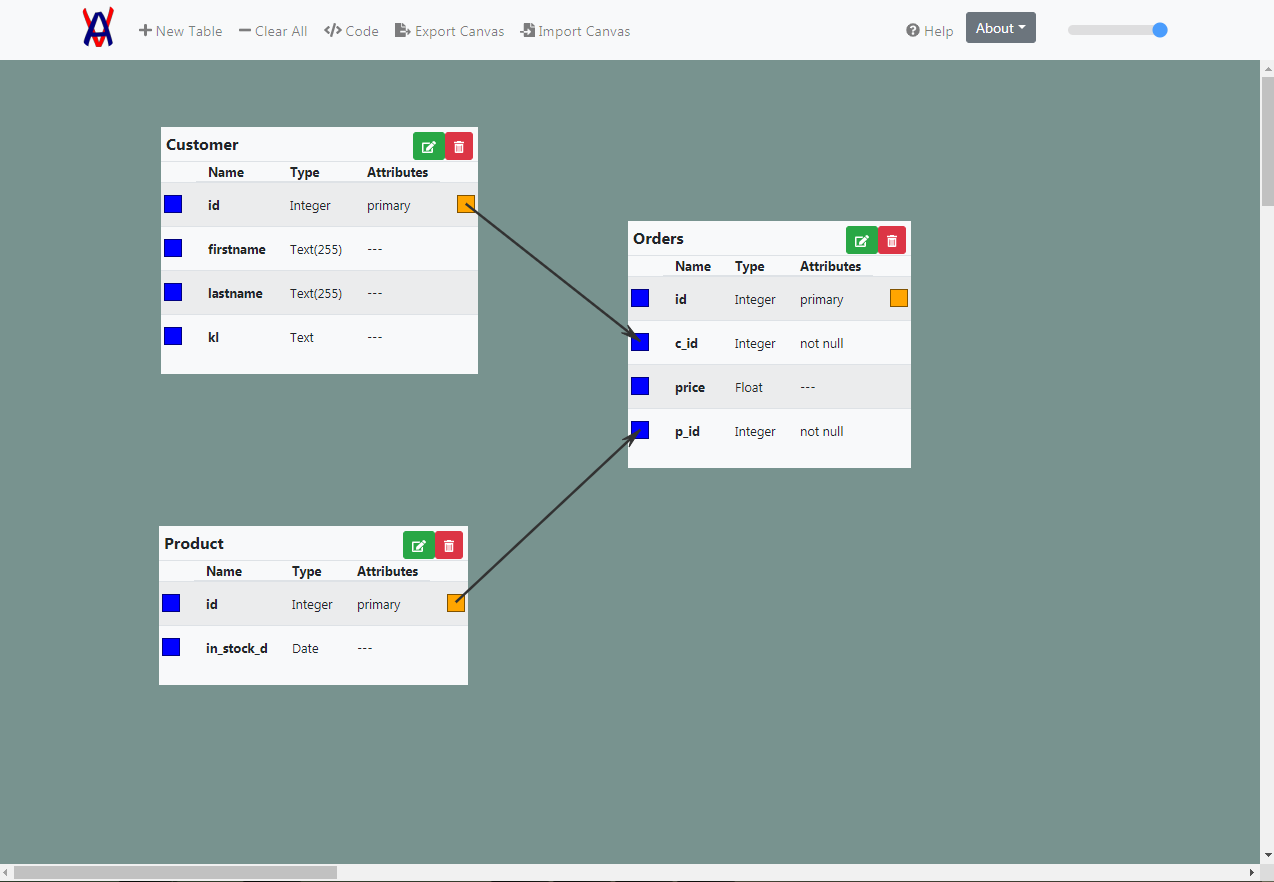 New Table Clear All Code Export Canvas Import Canvas Help About
Customer
Name Type Attributes
id Integer primary
firstname Text(255) ---
lastname Text(255) ---
kl Text ---
Orders
Name Type Attributes
id Integer primary
c_id Integer not null
price Float ---
p_id Integer not null
Product
Name Type Attributes
id Integer primary
in_stock_d Date ---